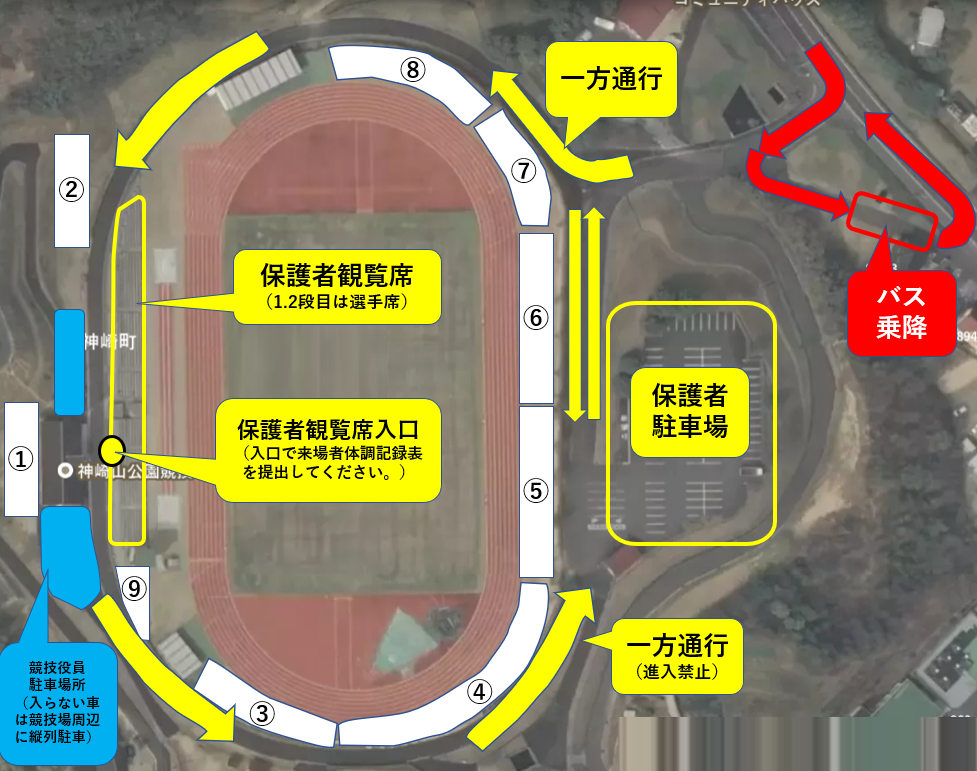 コミュニティハウス
⑧
一方通行
⑦
②
保護者観覧席
（1.2段目は選手席）
バス
乗降
⑥
神崎町
894
保護者
駐車場
保護者観覧席入口
（入口で来場者体調記録表
を提出してください。）
①
神崎山公園競技
⑤
⑨
一方通行
（進入禁止）
競技役員
駐車場所
（入らない車
は競技場周辺
に縦列駐車）
④
③